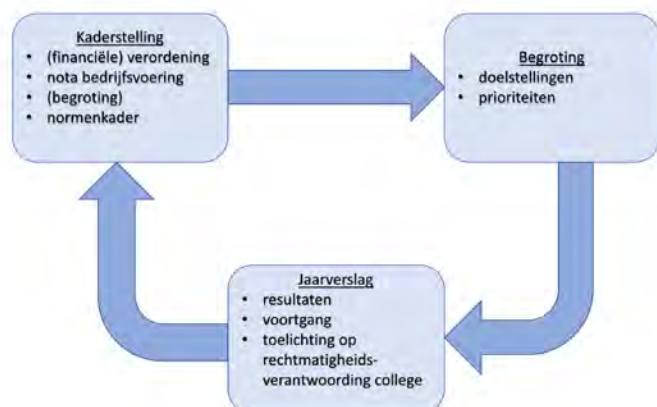 Kaderstelling
• (financiële) verordening
• nota bedrijfsvoering
• (begroting)
• normenkader
Begroting
• doelstellingen
• prioriteiten
Jaarverslag
• resultaten
• voortgang
• toelichting op
rechtmatigheids-
verantwoording college